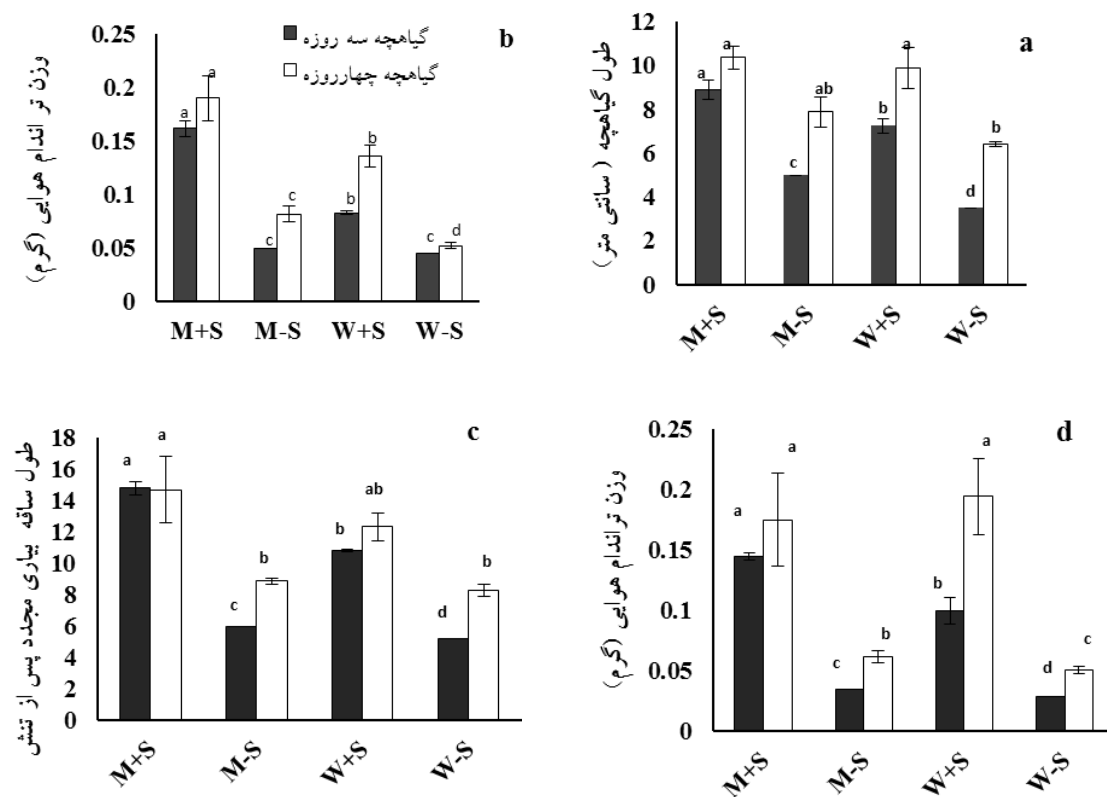 0.25
0.2
0.15
0.1
0.05
0
وزن تر اندام هوایی (گرم)
گیاهچه سه روزه
گیاهچه چهارروزه
b
a
a
c
c
b
b
c
d
M+S
M-S
W+S
W-S
12
10
8
6
4
2
0
طول گیاهچه ( سانتی متر)
a
a
a
c
ab
b
a
d
b
M+S
M-S
W+S
W-S
18
16
14
12
10
8
6
4
2
0
طول ساقه بیاری مجدد پس از تنش
c
a
a
c
b
b
ab
d
b
M+S
M-S
W+S
W-S
0.25
0.2
0.15
0.1
0.05
0
وزن تراندام هوایی (گرم)
d
a
a
c
b
b
a
d
c
M+S
M-S
W+S
W-S